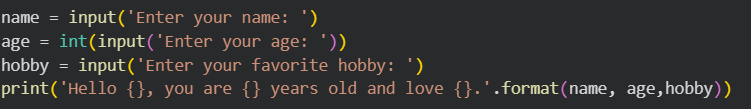 name = input('Enter your name: ')
age = int(input('Enter your age: '))
hobby = input('Enter your favorite hobby: ')
print('Hello {}, you are {} years old and love {}.'.format(name, age,hobby))